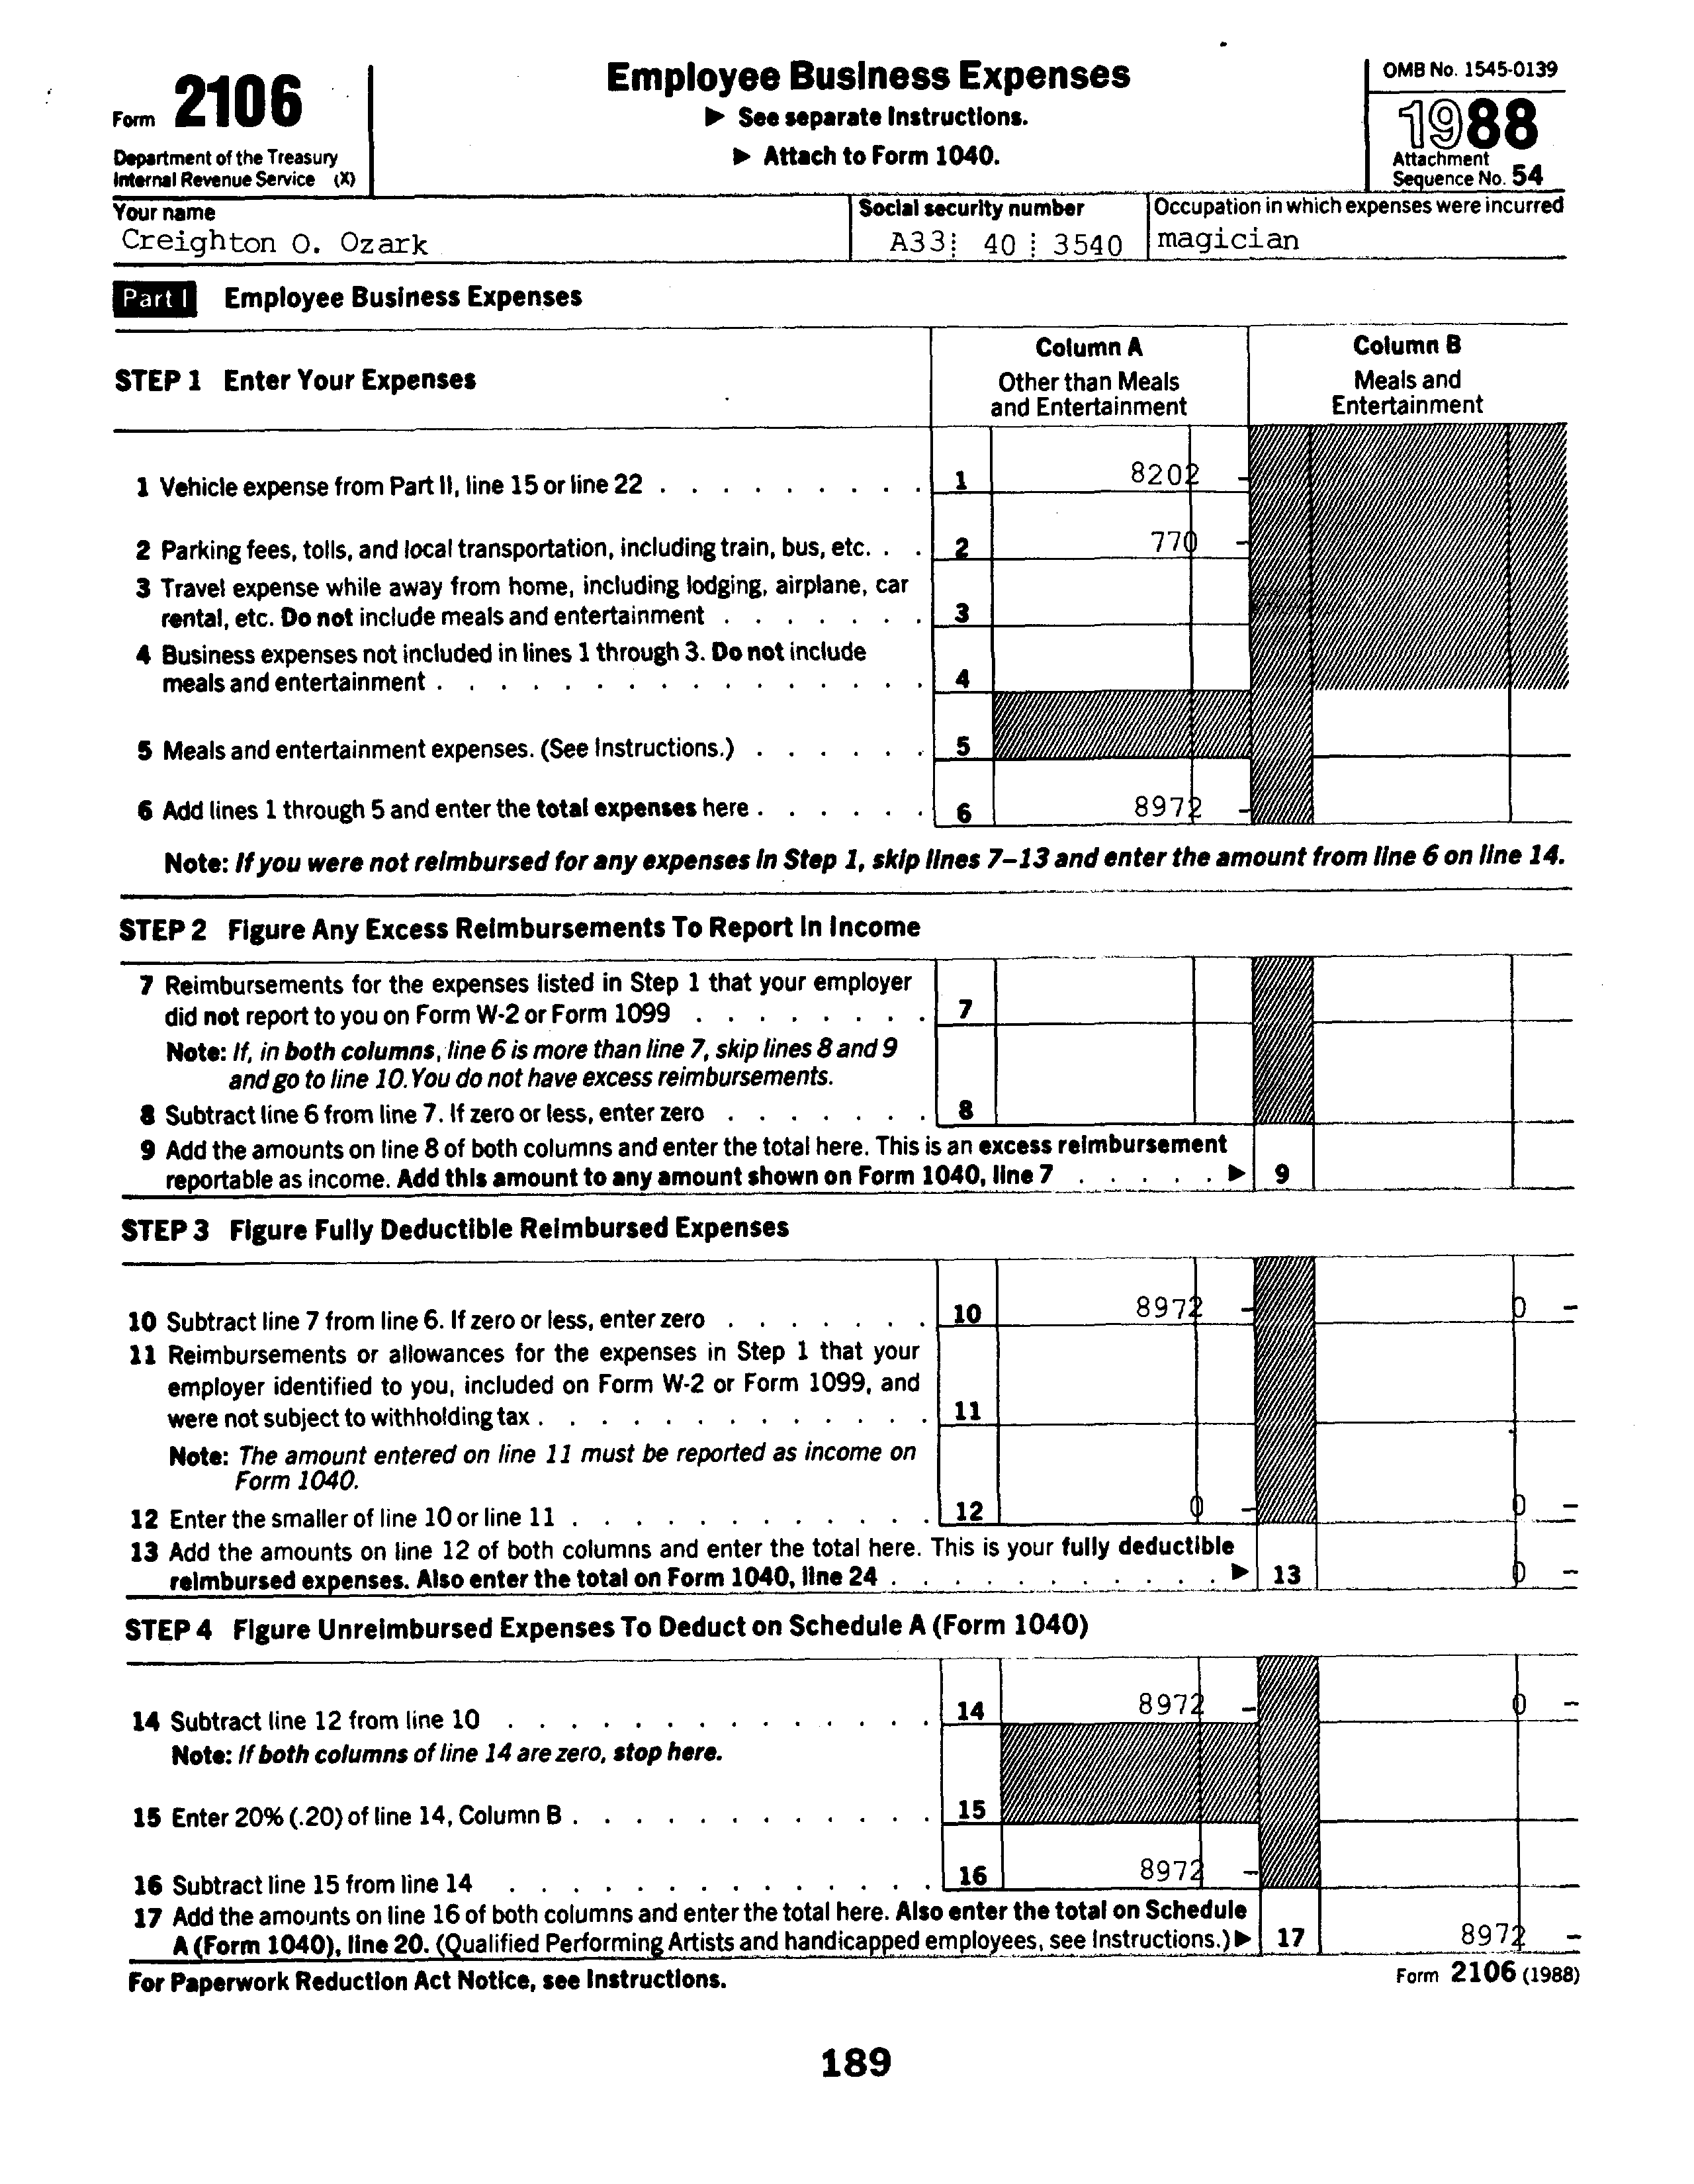 Form 2106
Department of the Treasury
Internal Revenue Service (X)
Employee Business Expenses
▶ See separate Instructions.
▶ Attach to Form 1040.
OMB No. 1545-0139
1988
Attachment
Sequence No. 54
Your name
Creighton O. Ozark
Social security number
A33 40 3540
Occupation in which expenses were incurred
magician
Part I Employee Business Expenses
STEP 1 Enter Your Expenses
Column A
Other than Meals
and Entertainment
Column B
Meals and
Entertainment
1 Vehicle expense from Part II, line 15 or line 22 . . . . . . . . . 1 8202 -
2 Parking fees, tolls, and local transportation, including train, bus, etc. . . 2 770 -
3 Travel expense while away from home, including lodging, airplane, car
rental, etc. Do not include meals and entertainment . . . . . . . 3
4 Business expenses not included in lines 1 through 3. Do not include
meals and entertainment . . . . . . . . . . . . . . . . 4
5 Meals and entertainment expenses. (See Instructions.) . . . . . . 5
6 Add lines 1 through 5 and enter the total expenses here . . . . . . 6 8972 -
Note: If you were not reimbursed for any expenses in Step 1, skip lines 7–13 and enter the amount from line 6 on line 14.
STEP 2 Figure Any Excess Reimbursements To Report In Income
7 Reimbursements for the expenses listed in Step 1 that your employer
did not report to you on Form W-2 or Form 1099 . . . . . . . . 7
Note: If, in both columns, line 6 is more than line 7, skip lines 8 and 9
and go to line 10. You do not have excess reimbursements.
8 Subtract line 6 from line 7. If zero or less, enter zero . . . . . . . 8
9 Add the amounts on line 8 of both columns and enter the total here. This is an excess reimbursement
reportable as income. Add this amount to any amount shown on Form 1040, line 7 . . . . . ▶ 9
STEP 3 Figure Fully Deductible Reimbursed Expenses
10 Subtract line 7 from line 6. If zero or less, enter zero . . . . . . . 10 8972 - 0 -
11 Reimbursements or allowances for the expenses in Step 1 that your
employer identified to you, included on Form W-2 or Form 1099, and
were not subject to withholding tax . . . . . . . . . . . . . 11
Note: The amount entered on line 11 must be reported as income on
Form 1040.
12 Enter the smaller of line 10 or line 11 . . . . . . . . . . . . 12 0 - 0 -
13 Add the amounts on line 12 of both columns and enter the total here. This is your fully deductible
reimbursed expenses. Also enter the total on Form 1040, line 24 . . . . . . . . . . . ▶ 13 0 -
STEP 4 Figure Unreimbursed Expenses To Deduct on Schedule A (Form 1040)
14 Subtract line 12 from line 10 . . . . . . . . . . . . . . 14 8972 - 0 -
Note: If both columns of line 14 are zero, stop here.
15 Enter 20% (.20) of line 14, Column B . . . . . . . . . . . . 15
16 Subtract line 15 from line 14 . . . . . . . . . . . . . . 16 8972 -
17 Add the amounts on line 16 of both columns and enter the total here. Also enter the total on Schedule
A (Form 1040), line 20. (Qualified Performing Artists and handicapped employees, see Instructions.) ▶ 17 8972 -
For Paperwork Reduction Act Notice, see Instructions.
Form 2106 (1988)
189